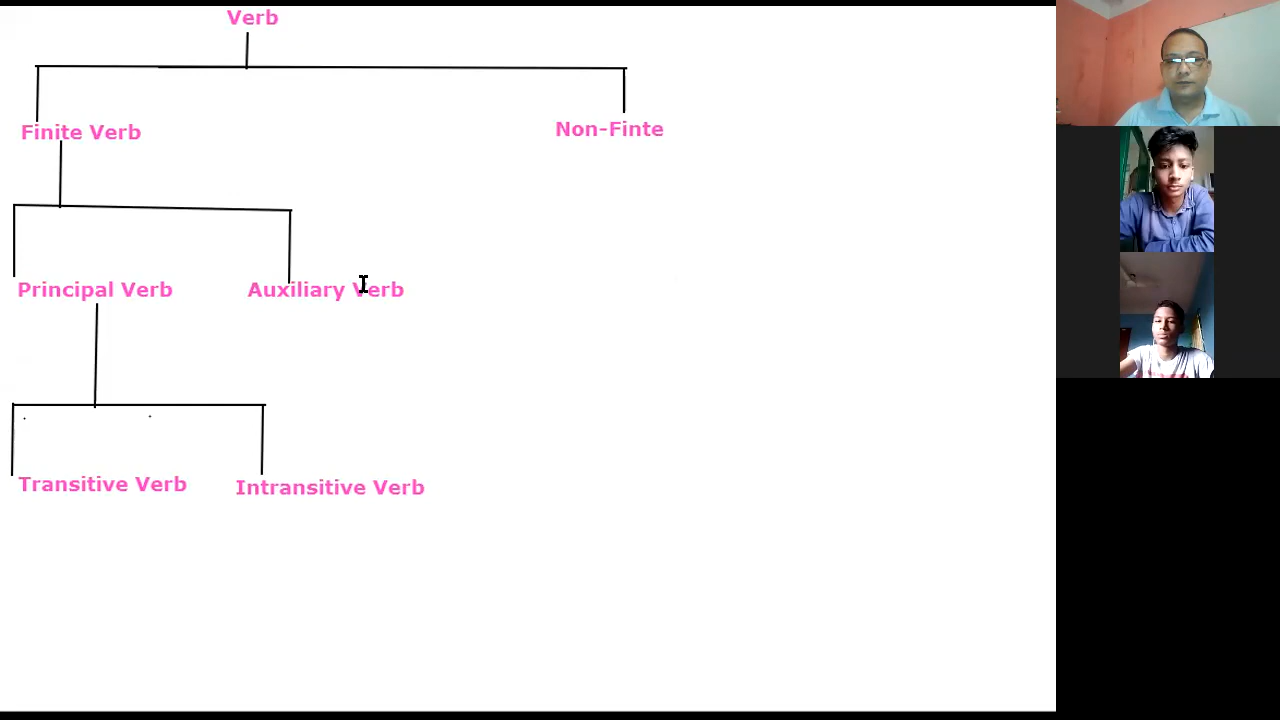 Verb
Finite Verb
Non-Finte
Principal Verb
Auxiliary Verb
Transitive Verb
Intransitive Verb